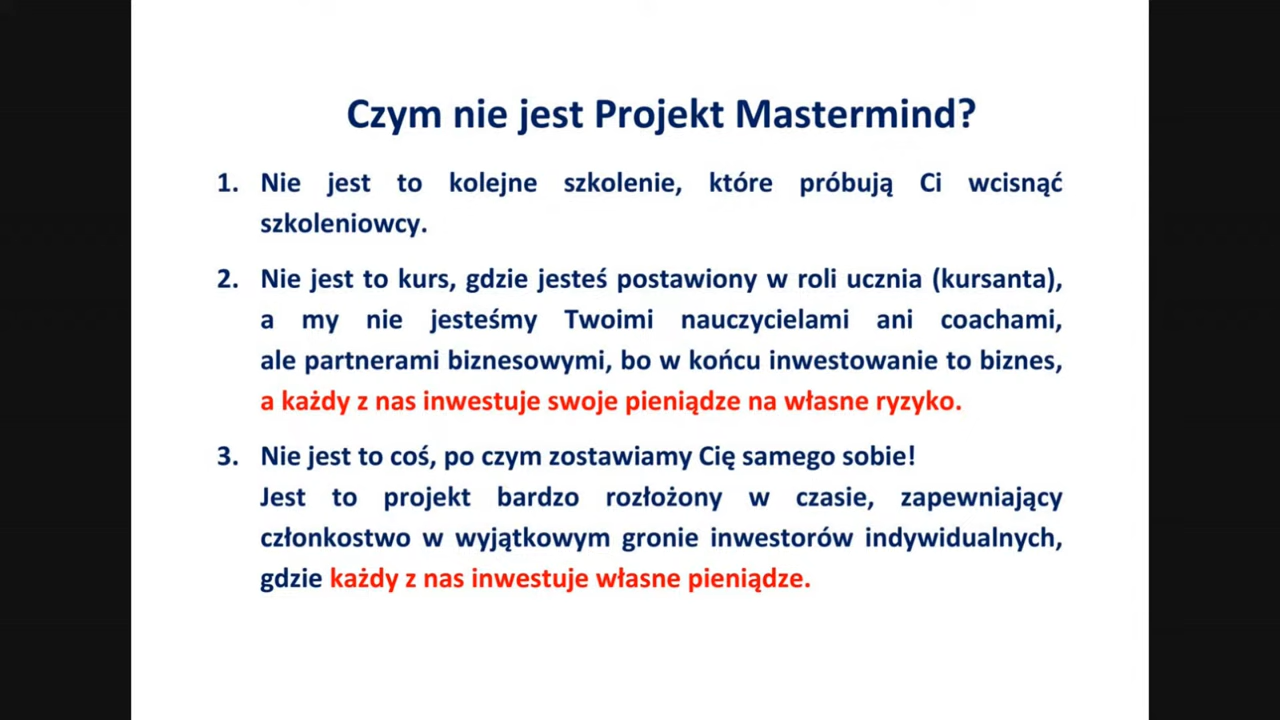 Czym nie jest Projekt Mastermind?
1. Nie jest to kolejne szkolenie, które próbują Ci wcisnąć
szkoleniowcy.
2. Nie jest to kurs, gdzie jesteś postawiony w roli ucznia (kursanta),
a my nie jesteśmy Twoimi nauczycielami ani coachami,
ale partnerami biznesowymi, bo w końcu inwestowanie to biznes,
a każdy z nas inwestuje swoje pieniądze na własne ryzyko.
3. Nie jest to coś, po czym zostawiamy Cię samego sobie!
Jest to projekt bardzo rozłożony w czasie, zapewniający
członkostwo w wyjątkowym gronie inwestorów indywidualnych,
gdzie każdy z nas inwestuje własne pieniądze.